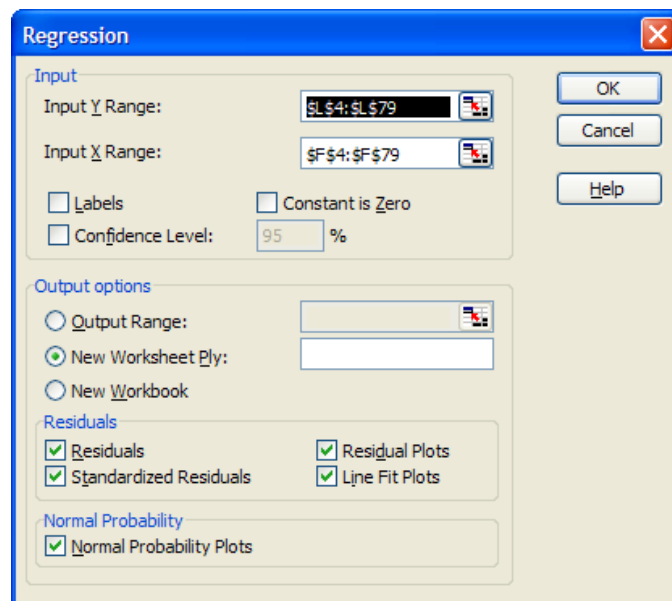 Regression
Input
Input Y Range: $L$4:$L$79
Input X Range: $F$4:$F$79
Labels Constant is Zero
Confidence Level: 95 %
OK
Cancel
Help
Output options
Output Range:
New Worksheet Ply:
New Workbook
Residuals
Residuals Residual Plots
Standardized Residuals Line Fit Plots
Normal Probability
Normal Probability Plots